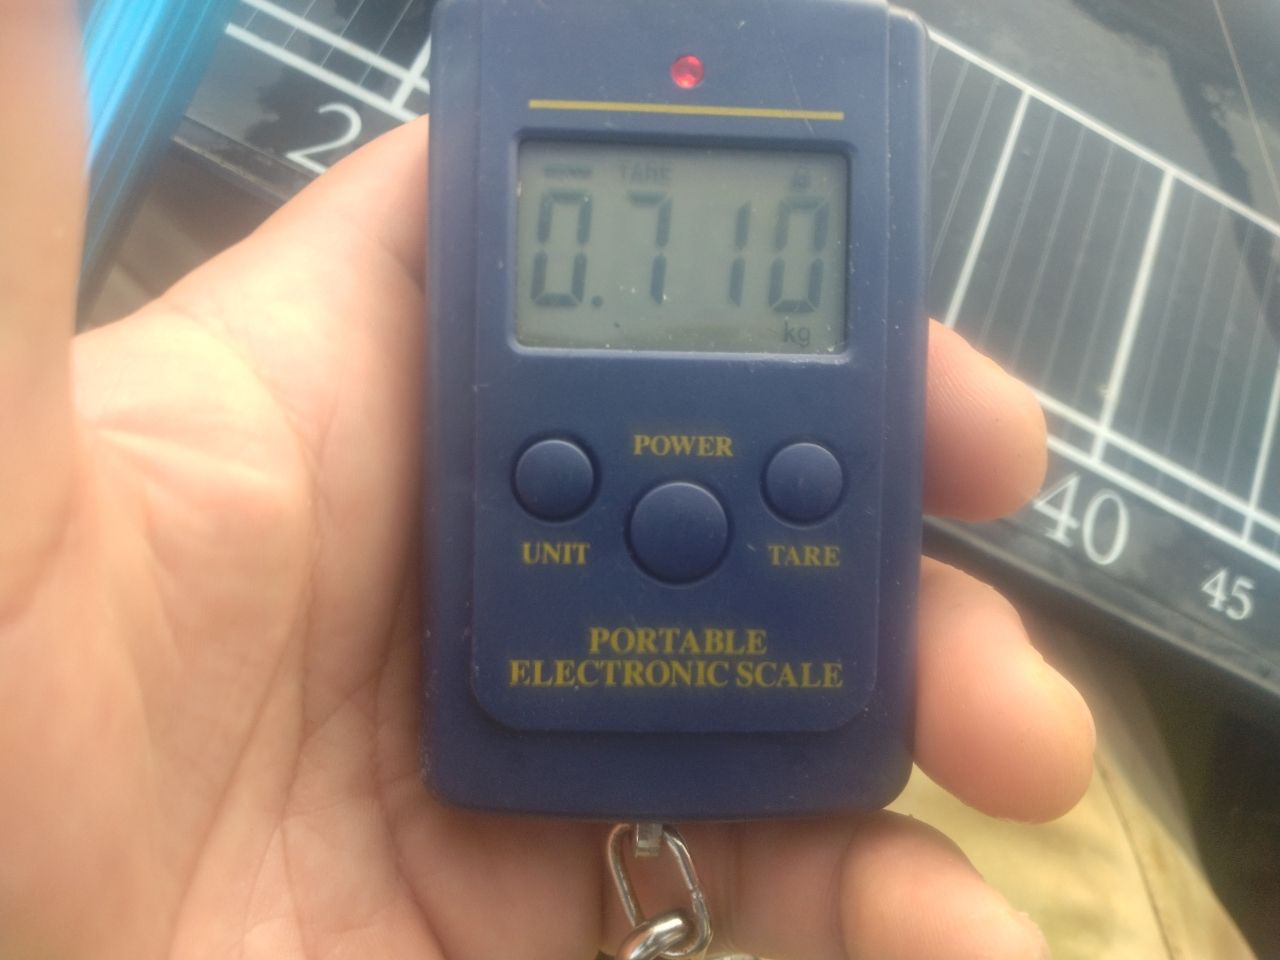 2
TARE
0.710
kg
POWER
UNIT
TARE
PORTABLE
ELECTRONIC SCALE
40
45